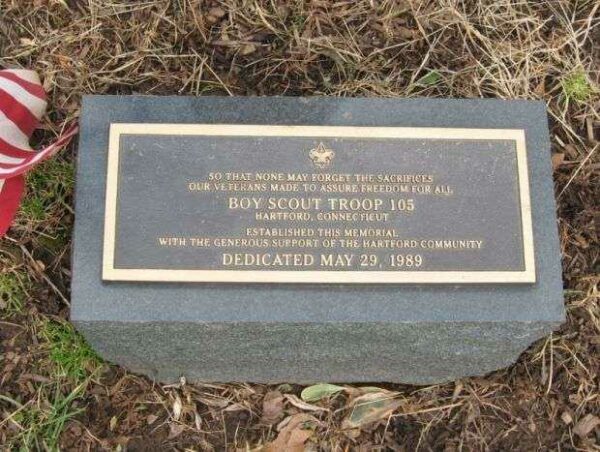 SO THAT NONE MAY FORGET THE SACRIFICES
OUR VETERANS MADE TO ASSURE FREEDOM FOR ALL
BOY SCOUT TROOP 105
HARTFORD, CONNECTICUT
ESTABLISHED THIS MEMORIAL
WITH THE GENEROUS SUPPORT OF THE HARTFORD COMMUNITY
DEDICATED MAY 29, 1989